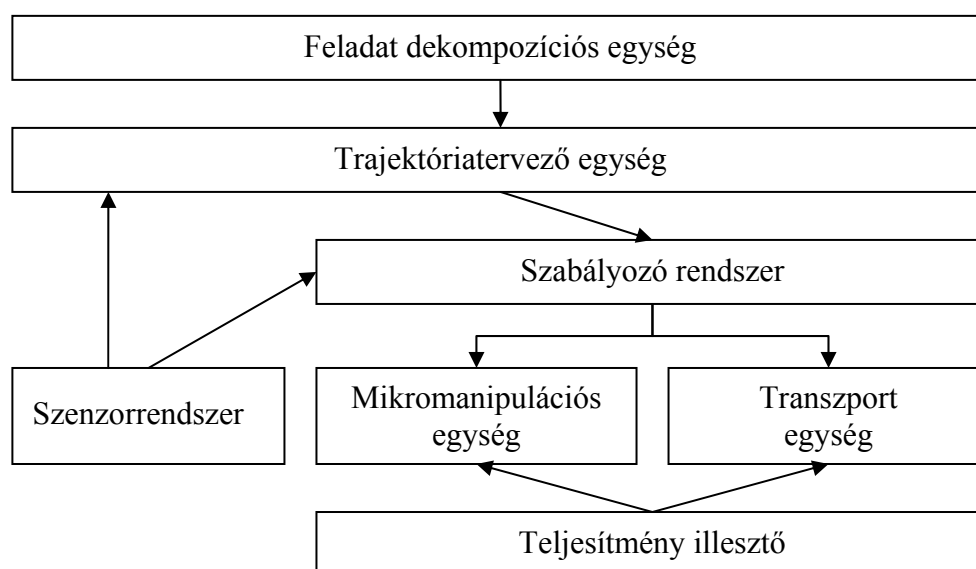 Feladat dekompozíciós egység
Trajektóriatervező egység
Szabályozó rendszer
Szenzorrendszer
Mikromanipulációs
egység
Transzport
egység
Teljesítmény illesztő